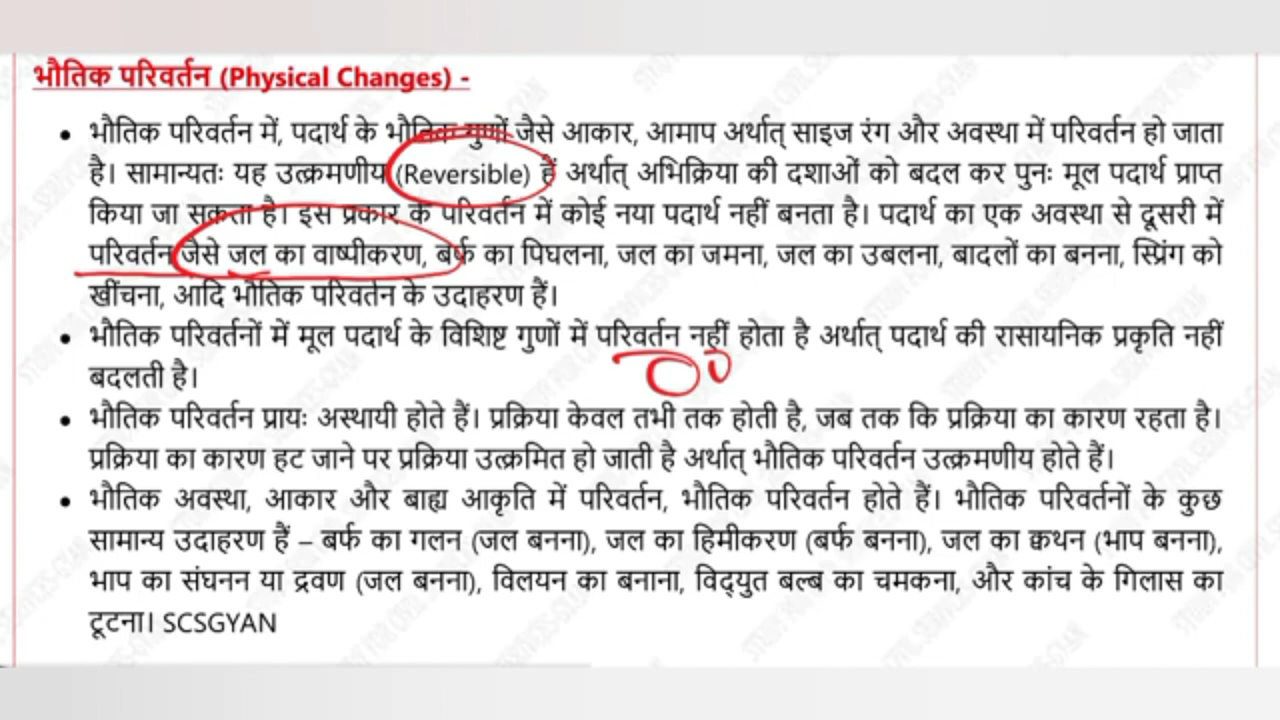 भौतिक परिवर्तन (Physical Changes) -
• भौतिक परिवर्तन में, पदार्थ के भौतिक गुणों जैसे आकार, आमाप अर्थात् साइज रंग और अवस्था में परिवर्तन हो जाता
है। सामान्यतः यह उत्क्रमणीय (Reversible) हैं अर्थात् अभिक्रिया की दशाओं को बदल कर पुनः मूल पदार्थ प्राप्त
किया जा सकता है। इस प्रकार के परिवर्तन में कोई नया पदार्थ नहीं बनता है। पदार्थ का एक अवस्था से दूसरी में
परिवर्तन जैसे जल का वाष्पीकरण, बर्फ का पिघलना, जल का जमना, जल का उबलना, बादलों का बनना, स्प्रिंग को
खींचना, आदि भौतिक परिवर्तन के उदाहरण हैं।
• भौतिक परिवर्तनों में मूल पदार्थ के विशिष्ट गुणों में परिवर्तन नहीं होता है अर्थात् पदार्थ की रासायनिक प्रकृति नहीं
बदलती है।
• भौतिक परिवर्तन प्रायः अस्थायी होते हैं। प्रक्रिया केवल तभी तक होती है, जब तक कि प्रक्रिया का कारण रहता है।
प्रक्रिया का कारण हट जाने पर प्रक्रिया उत्क्रमित हो जाती है अर्थात् भौतिक परिवर्तन उत्क्रमणीय होते हैं।
• भौतिक अवस्था, आकार और बाह्य आकृति में परिवर्तन, भौतिक परिवर्तन होते हैं। भौतिक परिवर्तनों के कुछ
सामान्य उदाहरण हैं – बर्फ का गलन (जल बनना), जल का हिमीकरण (बर्फ बनना), जल का क्वथन (भाप बनना),
भाप का संघनन या द्रवण (जल बनना), विलयन का बनाना, विद्युत बल्ब का चमकना, और कांच के गिलास का
टूटना। SCSGYAN